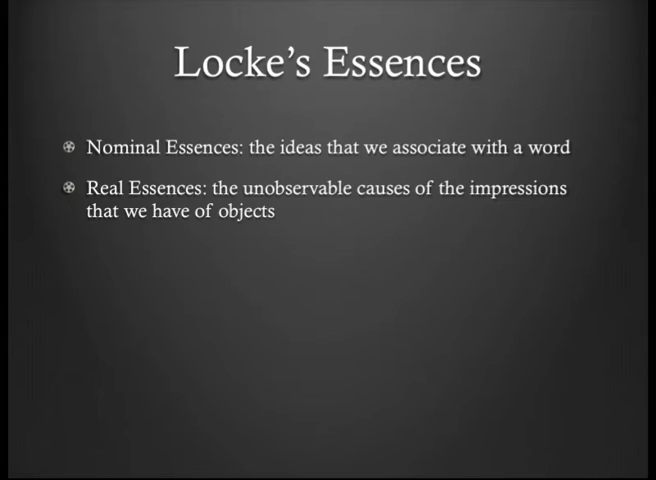 Locke's Essences
Nominal Essences: the ideas that we associate with a word
Real Essences: the unobservable causes of the impressions
that we have of objects